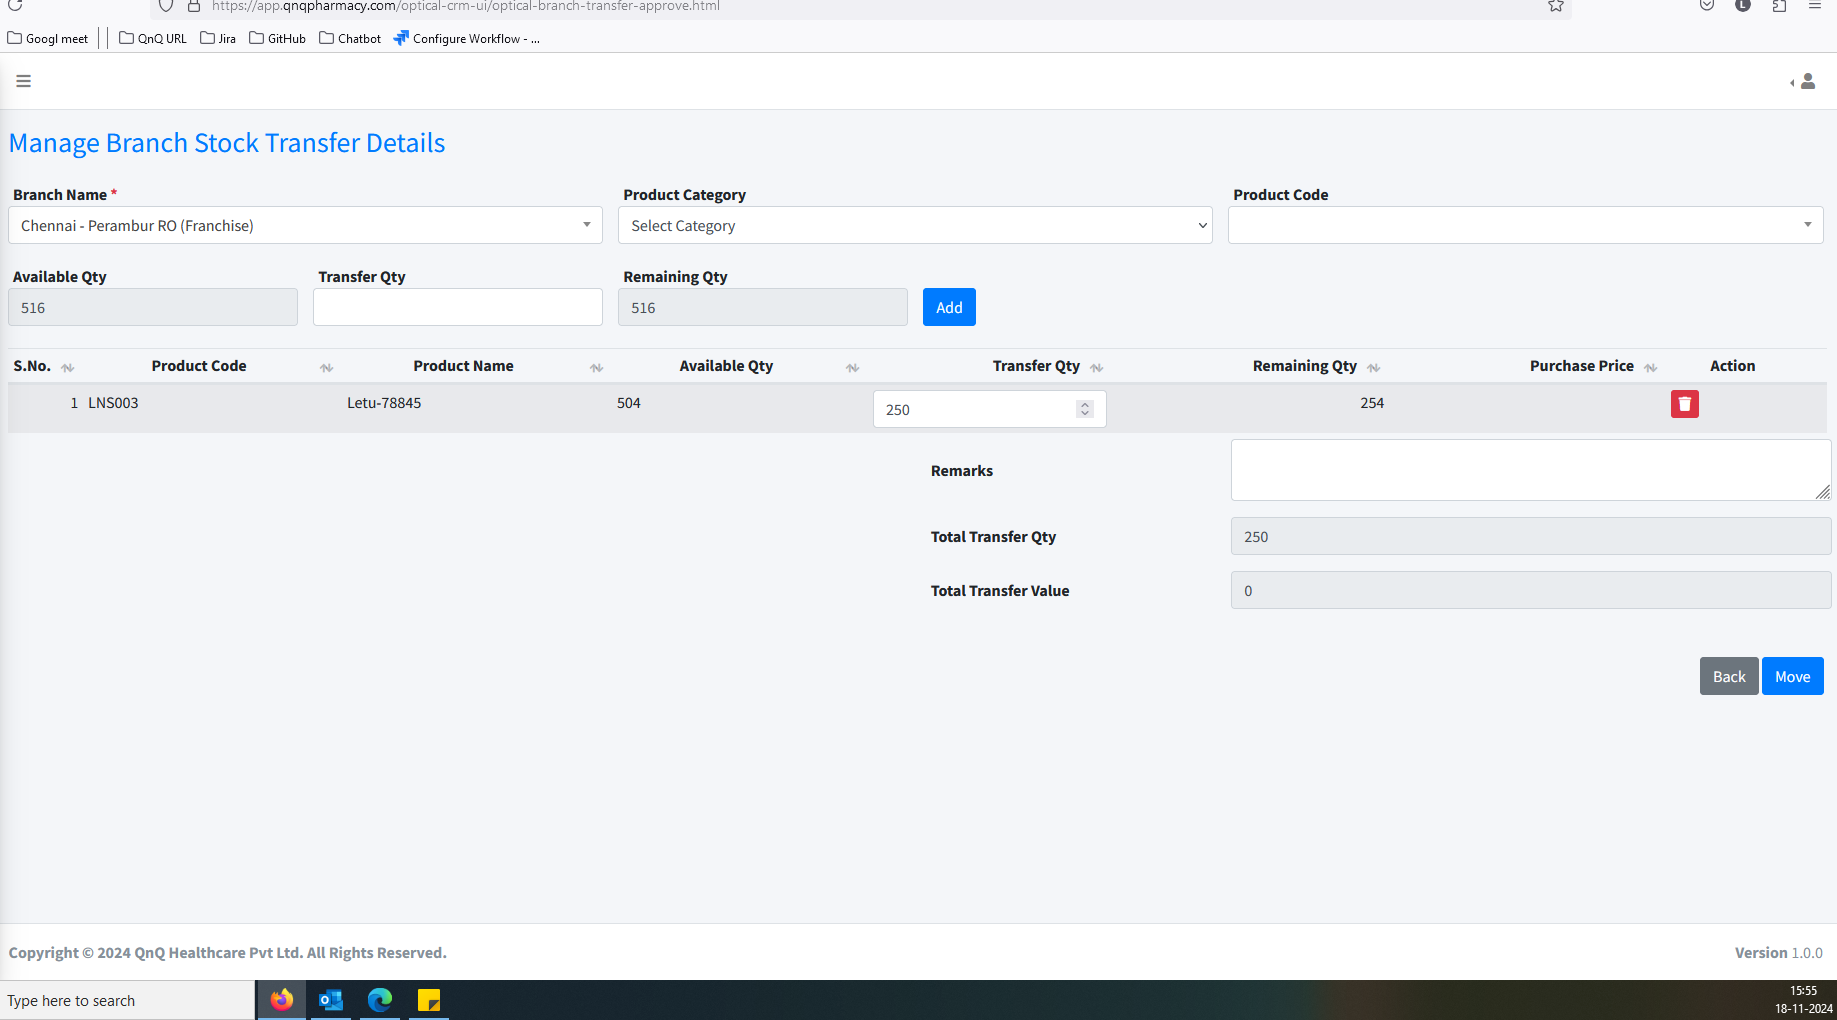 https://app.qnqpharmacy.com/optical-crm-ui/optical-branch-transfer-approve.html
L
Googl meet QnQ URL Jira GitHub Chatbot Configure Workflow - ...
Manage Branch Stock Transfer Details
Branch Name * Product Category Product Code
Chennai - Perambur RO (Franchise) Select Category
Available Qty Transfer Qty Remaining Qty
516 516 Add
S.No. Product Code Product Name Available Qty Transfer Qty Remaining Qty Purchase Price Action
1 LNS003 Letu-78845 504 250 254
Remarks
Total Transfer Qty 250
Total Transfer Value 0
Back Move
Copyright © 2024 QnQ Healthcare Pvt Ltd. All Rights Reserved. Version 1.0.0
Type here to search
15:55
18-11-2024